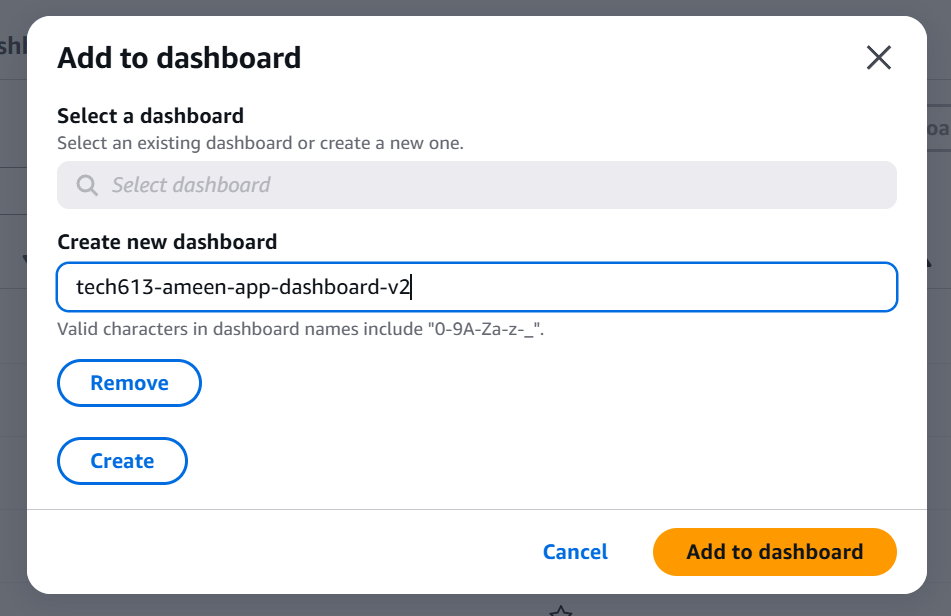 Add to dashboard
Select a dashboard
Select an existing dashboard or create a new one.
Select dashboard
Create new dashboard
tech613-ameen-app-dashboard-v2
Valid characters in dashboard names include "0-9A-Za-z-_".
Remove
Create
Cancel
Add to dashboard